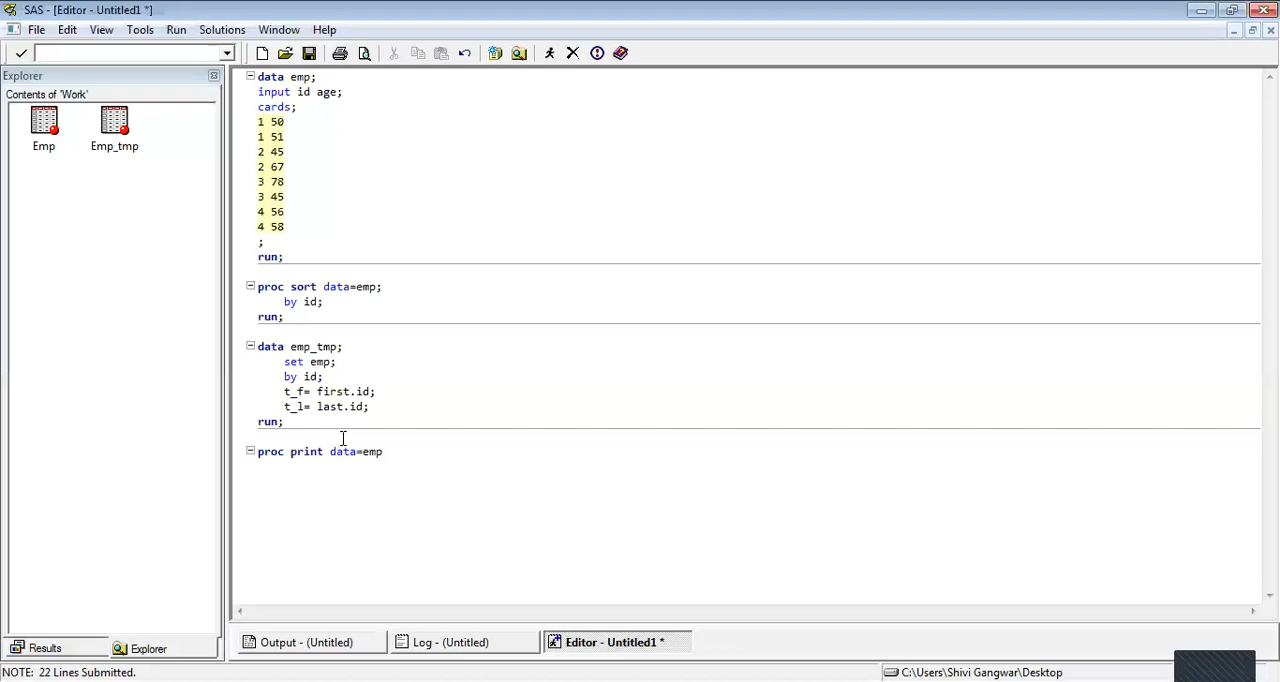 SAS - [Editor - Untitled1 *]
File Edit View Tools Run Solutions Window Help
Explorer
Contents of 'Work'
Emp Emp_tmp
data emp;
input id age;
cards;
1 50
1 51
2 45
2 67
3 78
3 45
4 56
4 58
;
run;
proc sort data=emp;
by id;
run;
data emp_tmp;
set emp;
by id;
t_f= first.id;
t_l= last.id;
run;
proc print data=emp
Results Explorer
Output - (Untitled) Log - (Untitled) Editor - Untitled1 *
NOTE: 22 Lines Submitted. C:\Users\Shivi Gangwar\Desktop